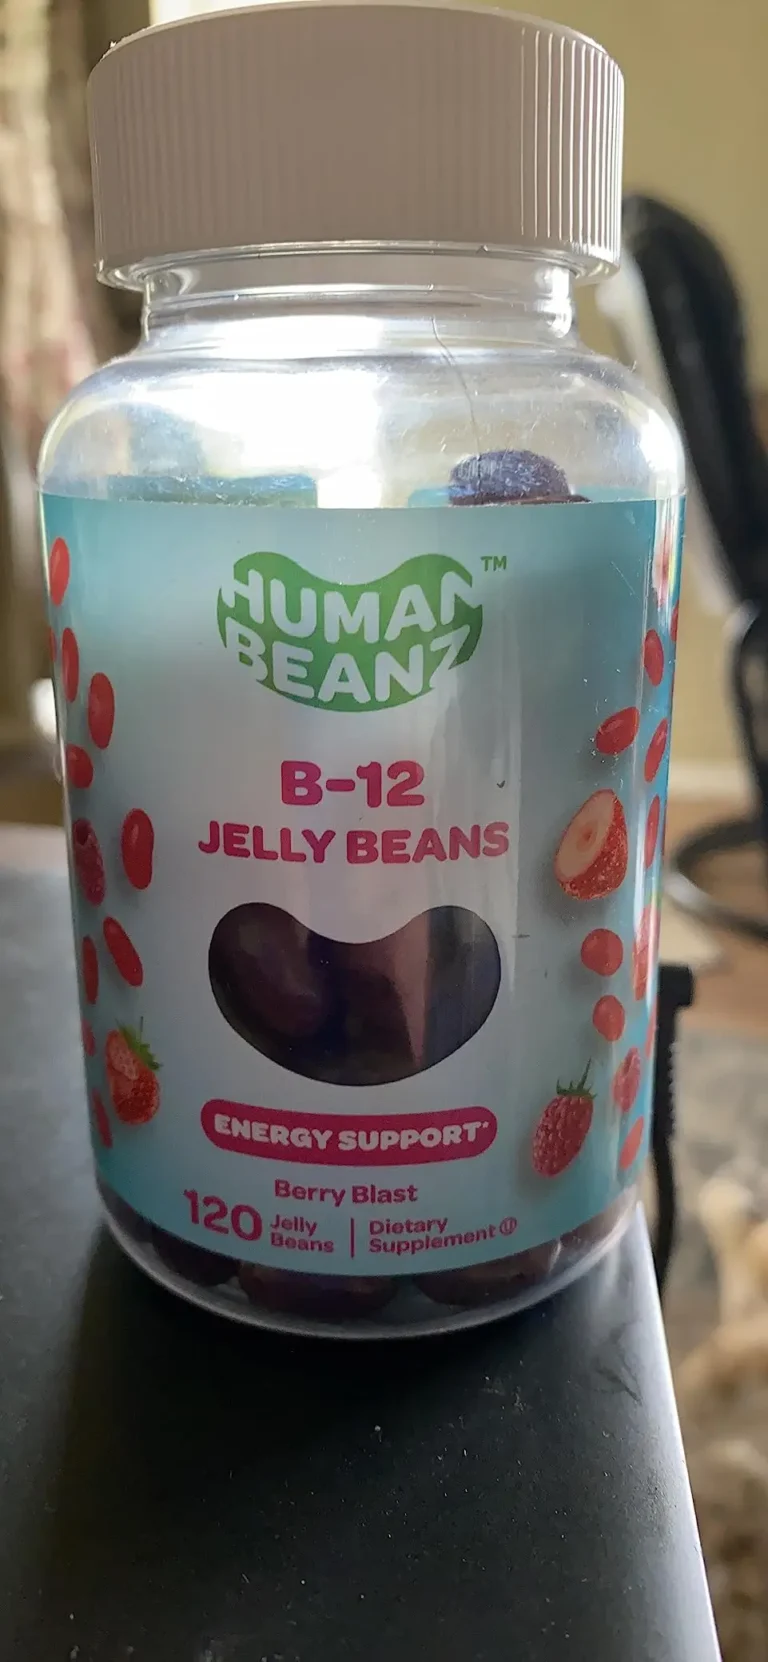 HUMAN™
BEANZ
B-12
JELLY BEANS
ENERGY SUPPORT*
Berry Blast
120 Jelly Beans | Dietary Supplement Ⓤ